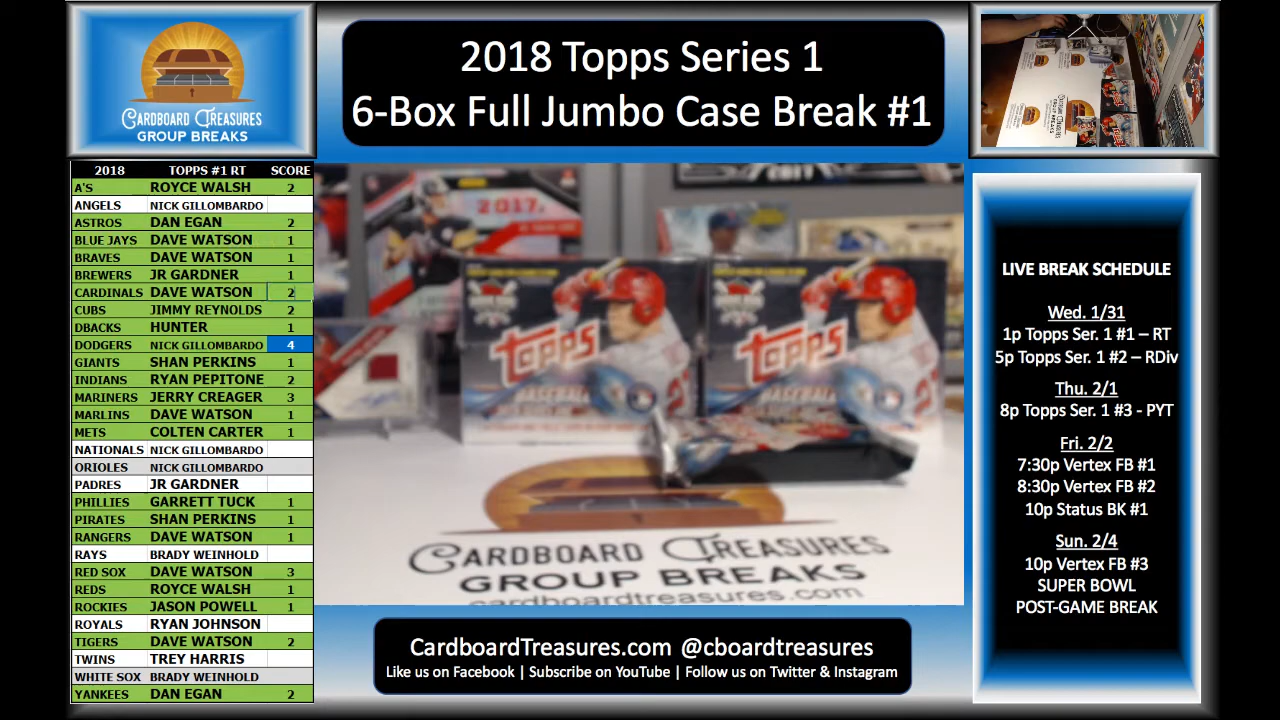 CARDBOARD TREASURES
GROUP BREAKS
2018 Topps Series 1
6-Box Full Jumbo Case Break #1
2018 TOPPS #1 RT SCORE
A'S ROYCE WALSH 2
ANGELS NICK GILLOMBARDO
ASTROS DAN EGAN 2
BLUE JAYS DAVE WATSON 1
BRAVES DAVE WATSON 1
BREWERS JR GARDNER 1
CARDINALS DAVE WATSON 2
CUBS JIMMY REYNOLDS 2
DBACKS HUNTER 1
DODGERS NICK GILLOMBARDO 4
GIANTS SHAN PERKINS 1
INDIANS RYAN PEPITONE 2
MARINERS JERRY CREAGER 3
MARLINS DAVE WATSON 1
METS COLTEN CARTER 1
NATIONALS NICK GILLOMBARDO
ORIOLES NICK GILLOMBARDO
PADRES JR GARDNER
PHILLIES GARRETT TUCK 1
PIRATES SHAN PERKINS 1
RANGERS DAVE WATSON 1
RAYS BRADY WEINHOLD
RED SOX DAVE WATSON 3
REDS ROYCE WALSH 1
ROCKIES JASON POWELL 1
ROYALS RYAN JOHNSON
TIGERS DAVE WATSON 2
TWINS TREY HARRIS
WHITE SOX BRADY WEINHOLD
YANKEES DAN EGAN 2
2017
TOPPS
BASEBALL
TOPPS
BASEBALL
CARDBOARD TREASURES
GROUP BREAKS
cardboardtreasures.com
CardboardTreasures.com @cboardtreasures
Like us on Facebook | Subscribe on YouTube | Follow us on Twitter & Instagram
LIVE BREAK SCHEDULE
Wed. 1/31
1p Topps Ser. 1 #1 – RT
5p Topps Ser. 1 #2 – RDiv
Thu. 2/1
8p Topps Ser. 1 #3 - PYT
Fri. 2/2
7:30p Vertex FB #1
8:30p Vertex FB #2
10p Status BK #1
Sun. 2/4
10p Vertex FB #3
SUPER BOWL
POST-GAME BREAK